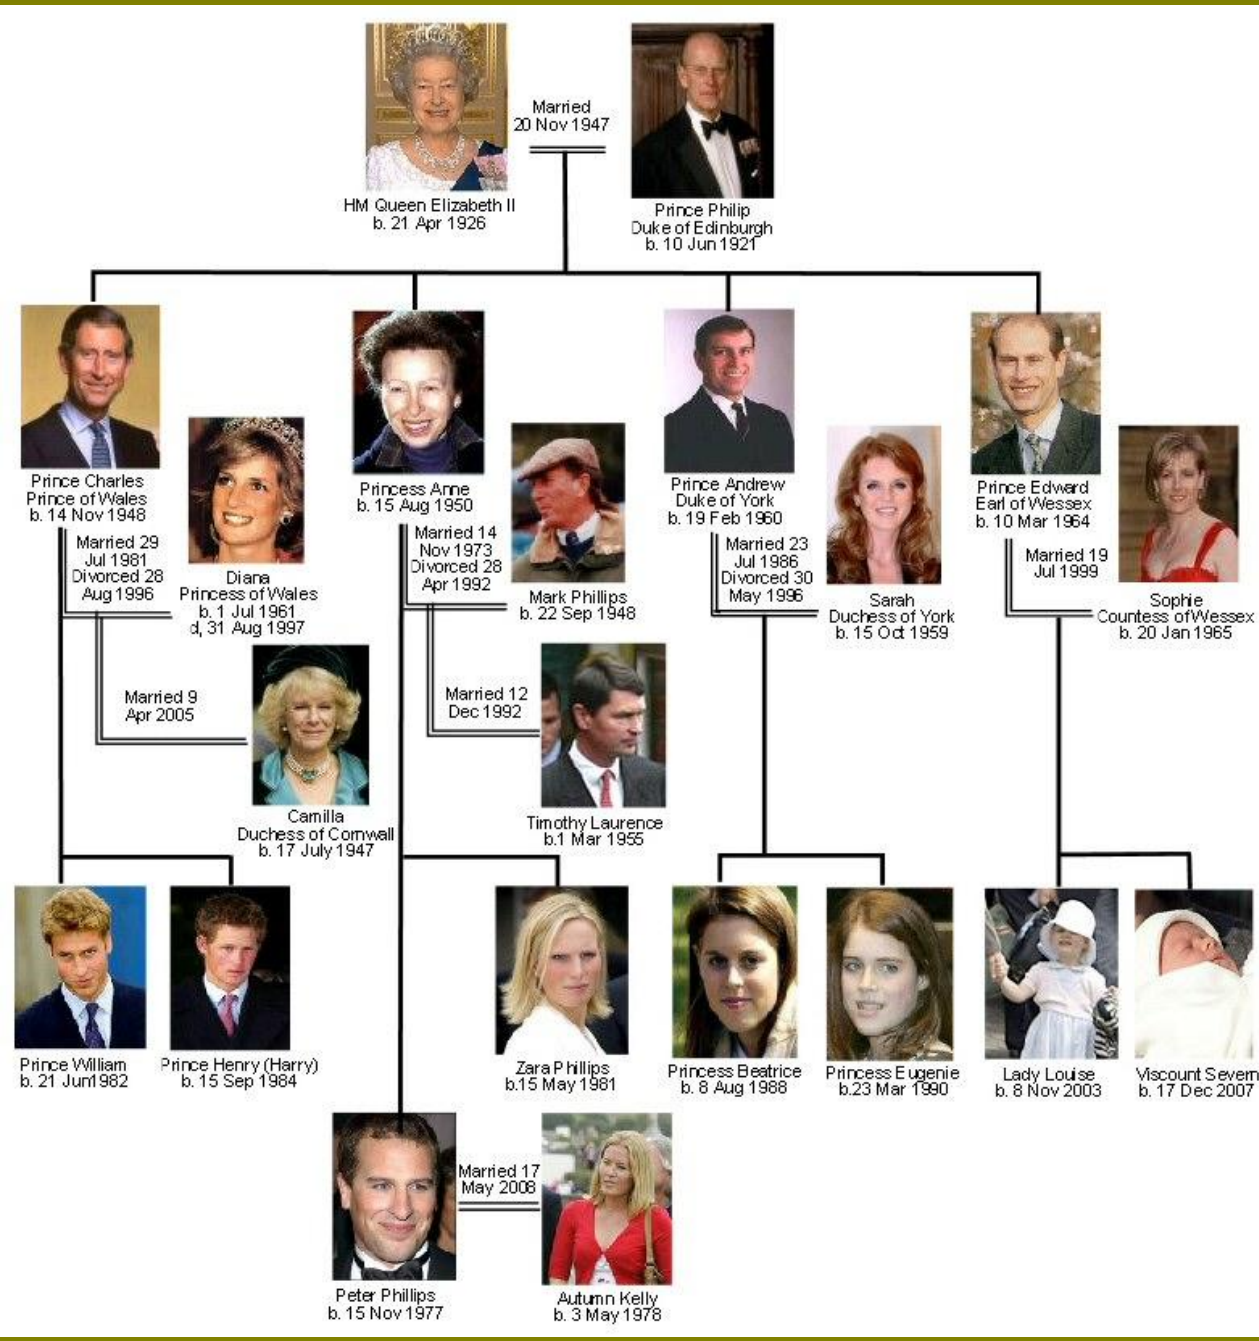 Married
20 Nov 1947
HM Queen Elizabeth II
b. 21 Apr 1926
Prince Philip
Duke of Edinburgh
b. 10 Jun 1921
Prince Charles
Prince of Wales
b. 14 Nov 1948
Married 29
Jul 1981
Divorced 28
Aug 1996
Diana
Princess of Wales
b. 1 Jul 1961
d, 31 Aug 1997
Married 9
Apr 2005
Camilla
Duchess of Cornwall
b. 17 July 1947
Princess Anne
b. 15 Aug 1950
Married 14
Nov 1973
Divorced 28
Apr 1992
Mark Phillips
b. 22 Sep 1948
Married 12
Dec 1992
Timothy Laurence
b.1 Mar 1955
Prince Andrew
Duke of York
b. 19 Feb 1960
Married 23
Jul 1986
Divorced 30
May 1996
Sarah
Duchess of York
b. 15 Oct 1959
Prince Edward
Earl of Wessex
b. 10 Mar 1964
Married 19
Jul 1999
Sophie
Countess of Wessex
b. 20 Jan 1965
Prince William
b. 21 Jun1982
Prince Henry (Harry)
b. 15 Sep 1984
Zara Phillips
b.15 May 1981
Princess Beatrice
b. 8 Aug 1988
Princess Eugenie
b.23 Mar 1990
Lady Louise
b. 8 Nov 2003
Viscount Severn
b. 17 Dec 2007
Peter Phillips
b. 15 Nov 1977
Married 17
May 2008
Autumn Kelly
b. 3 May 1978